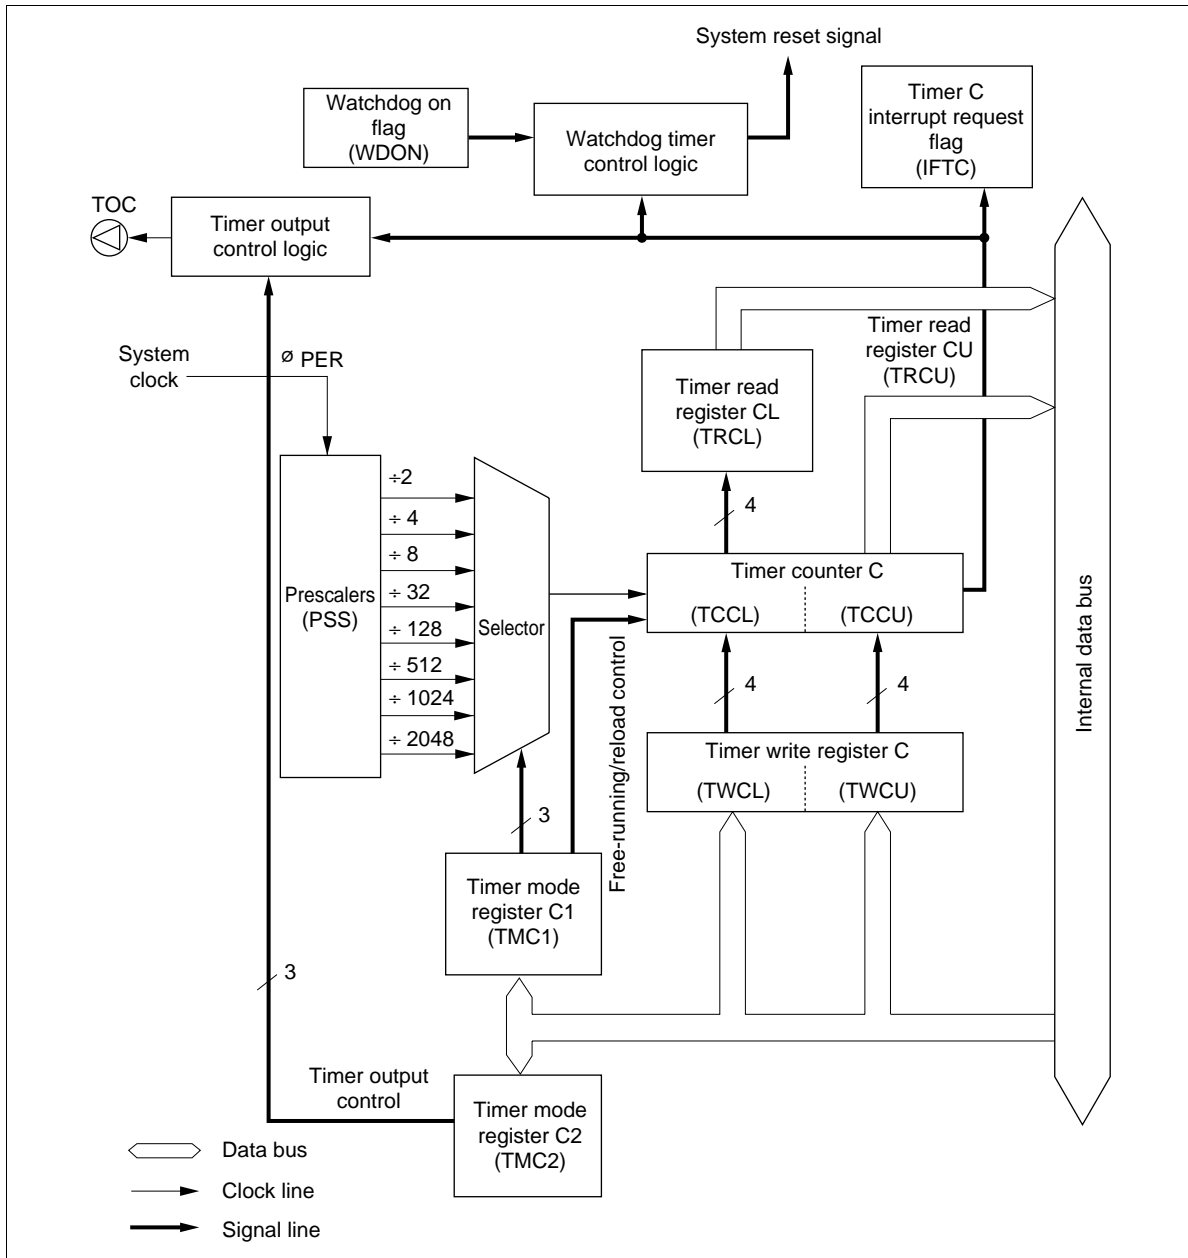 System reset signal
Watchdog on
flag
(WDON)
Watchdog timer
control logic
Timer C
interrupt request
flag
(IFTC)
TOC
Timer output
control logic
System
clock
ø PER
Timer read
register CU
(TRCU)
Timer read
register CL
(TRCL)
÷2
÷ 4
÷ 8
÷ 32
÷ 128
÷ 512
÷ 1024
÷ 2048
Prescalers
(PSS)
Selector
4
Timer counter C
(TCCL)
(TCCU)
Free-running/reload control
4
4
Timer write register C
(TWCL)
(TWCU)
Internal data bus
3
Timer mode
register C1
(TMC1)
3
Timer output
control
Timer mode
register C2
(TMC2)
Data bus
Clock line
Signal line